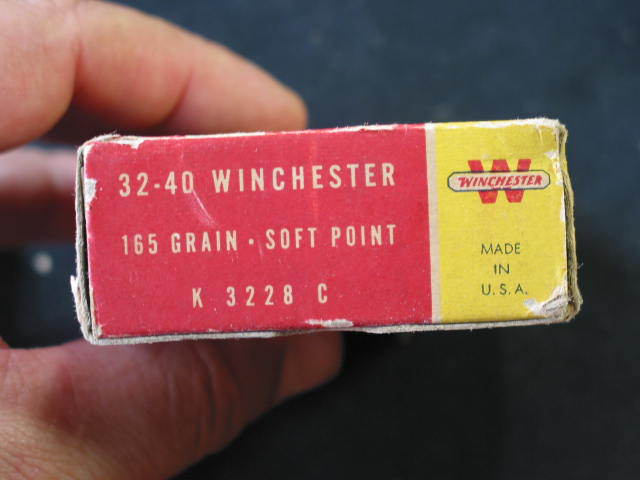 32-40 WINCHESTER
165 GRAIN · SOFT POINT
K 3228 C
W
WINCHESTER
MADE
IN
U.S.A.